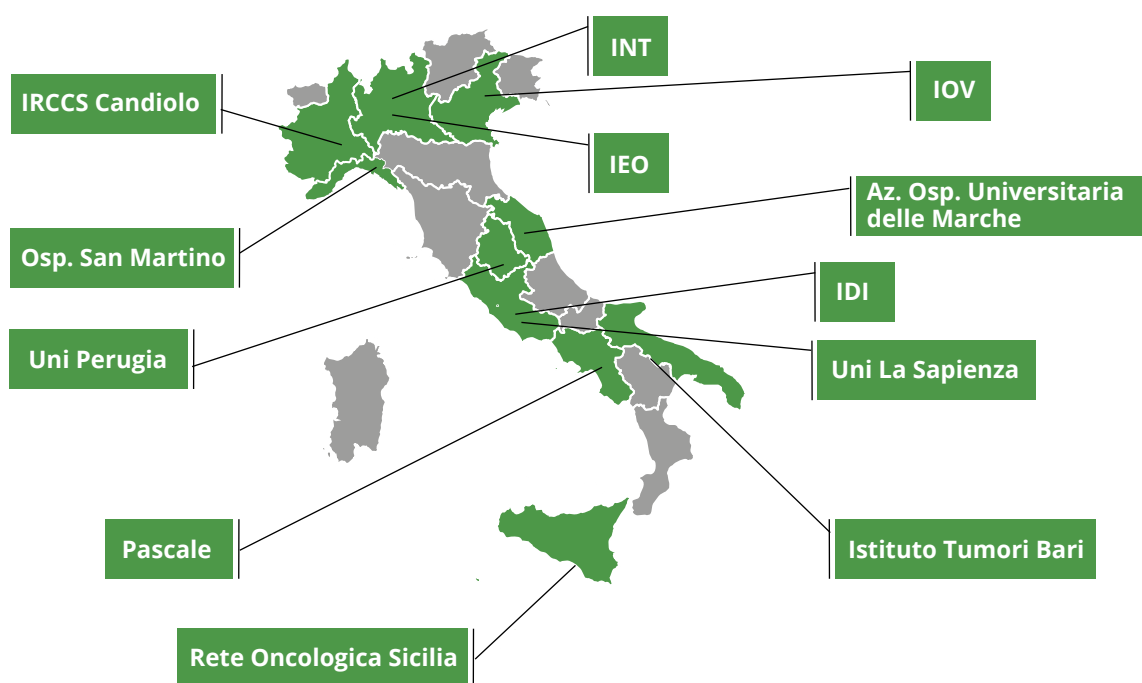 INT
IRCCS Candiolo
IOV
IEO
Az. Osp. Universitaria
delle Marche
Osp. San Martino
IDI
Uni Perugia
Uni La Sapienza
Pascale
Istituto Tumori Bari
Rete Oncologica Sicilia